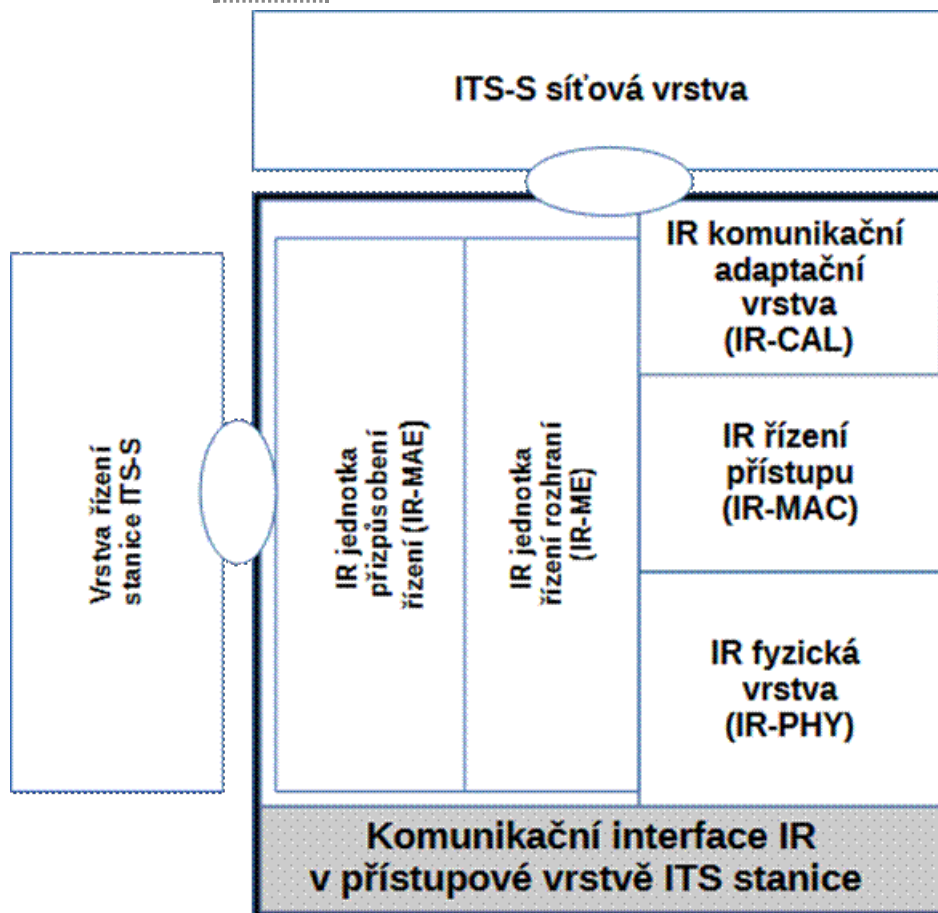 ITS-S síťová vrstva
IR komunikační
adaptační
vrstva
(IR-CAL)
Vrstva řízení
stanice ITS-S
IR jednotka
přizpůsobení
řízení (IR-MAE)
IR jednotka
řízení rozhraní
(IR-ME)
IR řízení
přístupu
(IR-MAC)
IR fyzická
vrstva
(IR-PHY)
Komunikační interface IR
v přístupové vrstvě ITS stanice